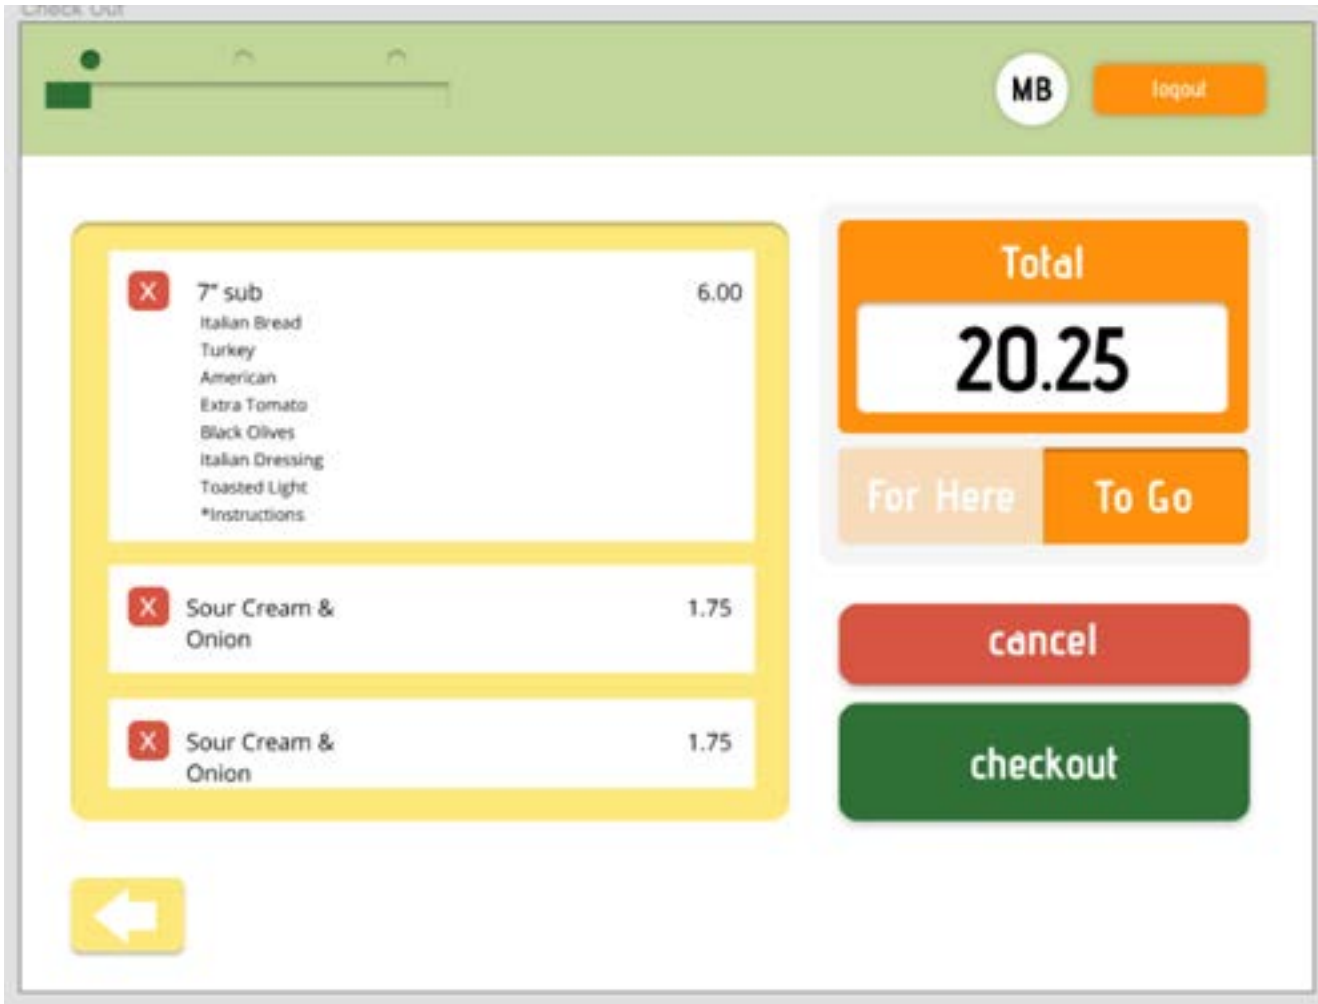 Check Out
MB
logout
X 7" sub 6.00
Italian Bread
Turkey
American
Extra Tomato
Black Olives
Italian Dressing
Toasted Light
*Instructions
X Sour Cream & 1.75
Onion
X Sour Cream & 1.75
Onion
Total
20.25
For Here To Go
cancel
checkout